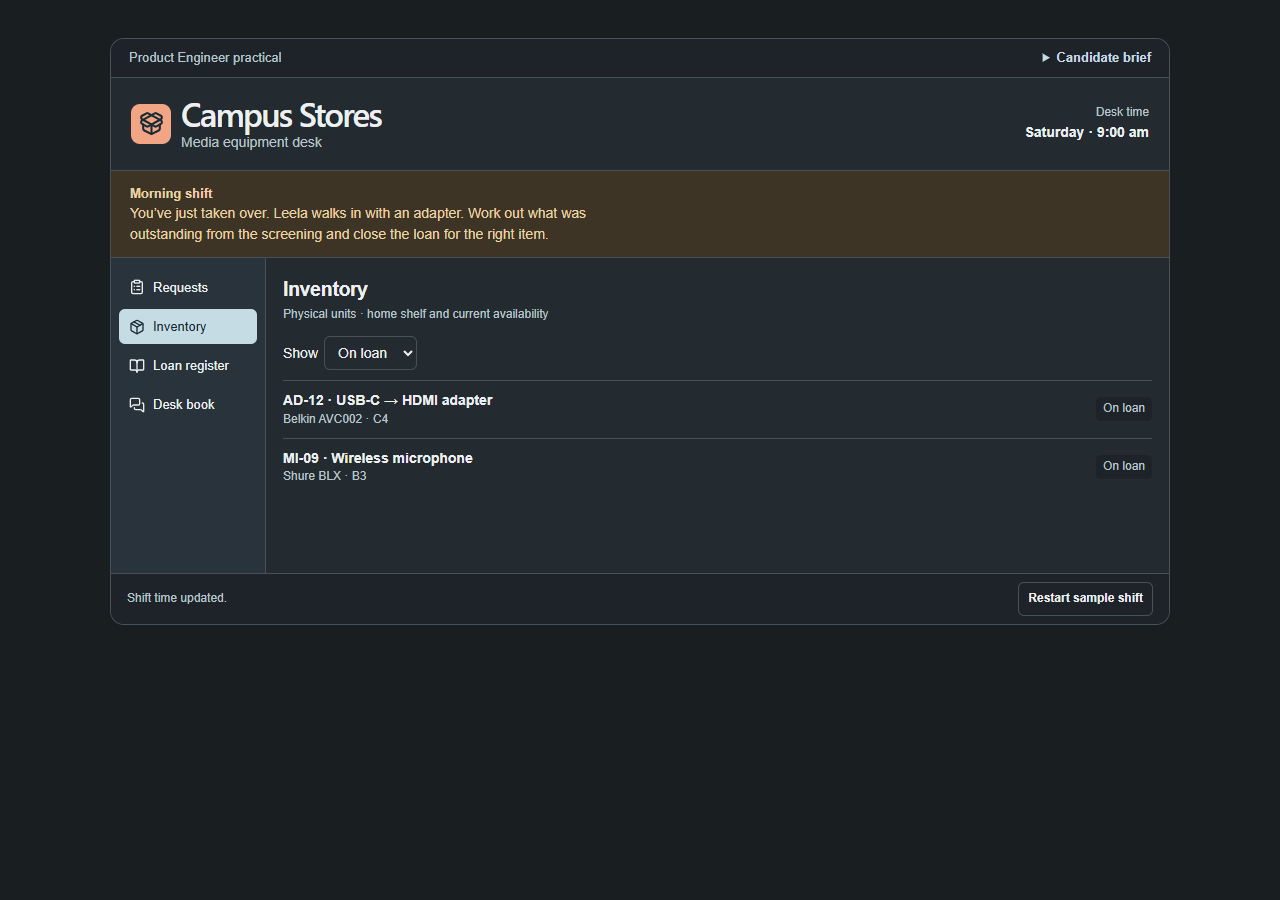 Product Engineer practical
Candidate brief
Campus Stores
Media equipment desk
Desk time
Saturday · 9:00 am
Morning shift
You’ve just taken over. Leela walks in with an adapter. Work out what was
outstanding from the screening and close the loan for the right item.
Requests
Inventory
Loan register
Desk book
Inventory
Physical units · home shelf and current availability
Show On loan
AD-12 · USB-C → HDMI adapter
Belkin AVC002 · C4
On loan
MI-09 · Wireless microphone
Shure BLX · B3
On loan
Shift time updated.
Restart sample shift